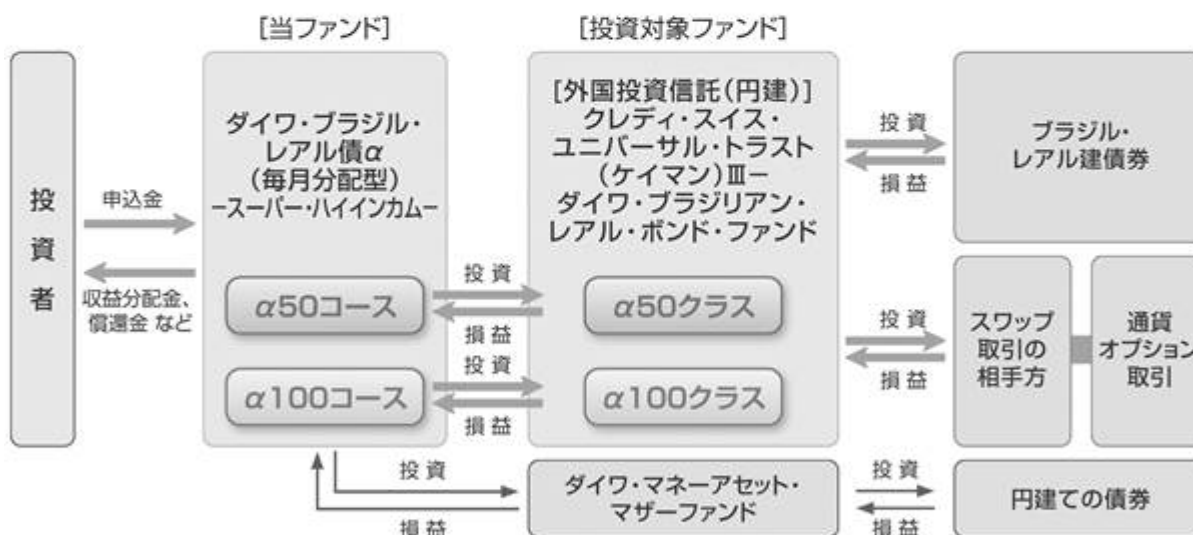 [当ファンド]
[投資対象ファンド]
投資者
申込金
収益分配金、
償還金 など
ダイワ・ブラジル・
レアル債α
(毎月分配型)
−スーパー・ハイインカム−
α50コース
α100コース
投資
損益
投資
損益
[外国投資信託(円建)]
クレディ・スイス・
ユニバーサル・トラスト
(ケイマン)Ⅲ−
ダイワ・ブラジリアン・
レアル・ボンド・ファンド
α50クラス
α100クラス
投資
損益
ブラジル・
レアル建債券
投資
損益
スワップ
取引の
相手方
通貨
オプション
取引
投資
損益
ダイワ・マネーアセット・
マザーファンド
投資
損益
円建ての債券